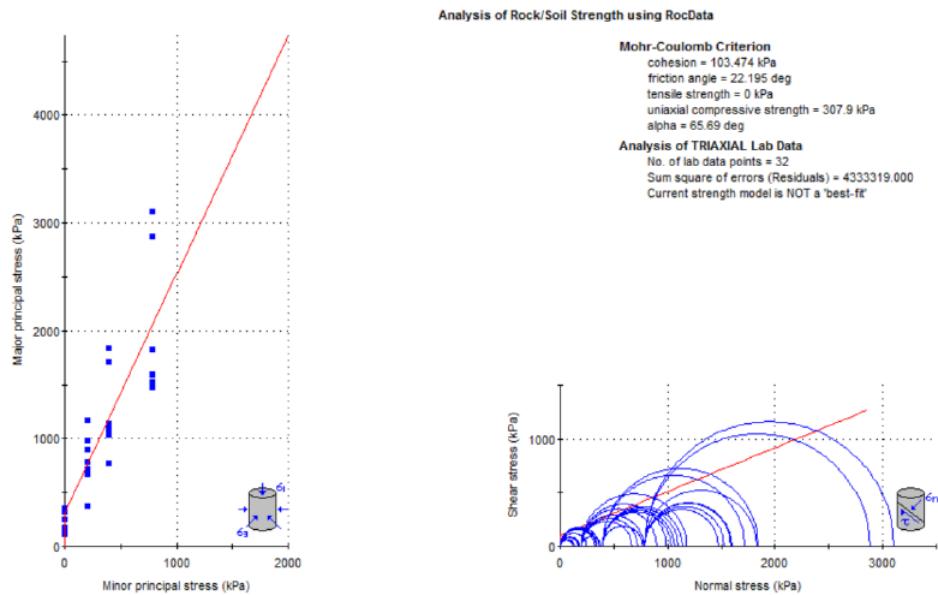 Analysis of Rock/Soil Strength using RocData
Mohr-Coulomb Criterion
cohesion = 103.474 kPa
friction angle = 22.195 deg
tensile strength = 0 kPa
uniaxial compressive strength = 307.9 kPa
alpha = 65.69 deg
Analysis of TRIAXIAL Lab Data
No. of lab data points = 32
Sum square of errors (Residuals) = 4333319.000
Current strength model is NOT a 'best-fit'
Major principal stress (kPa)
4000
3000
2000
1000
0
0
1000
2000
Minor principal stress (kPa)
σ1
σ3
Shear stress (kPa)
1000
0
0
1000
2000
3000
Normal stress (kPa)
σn
τ